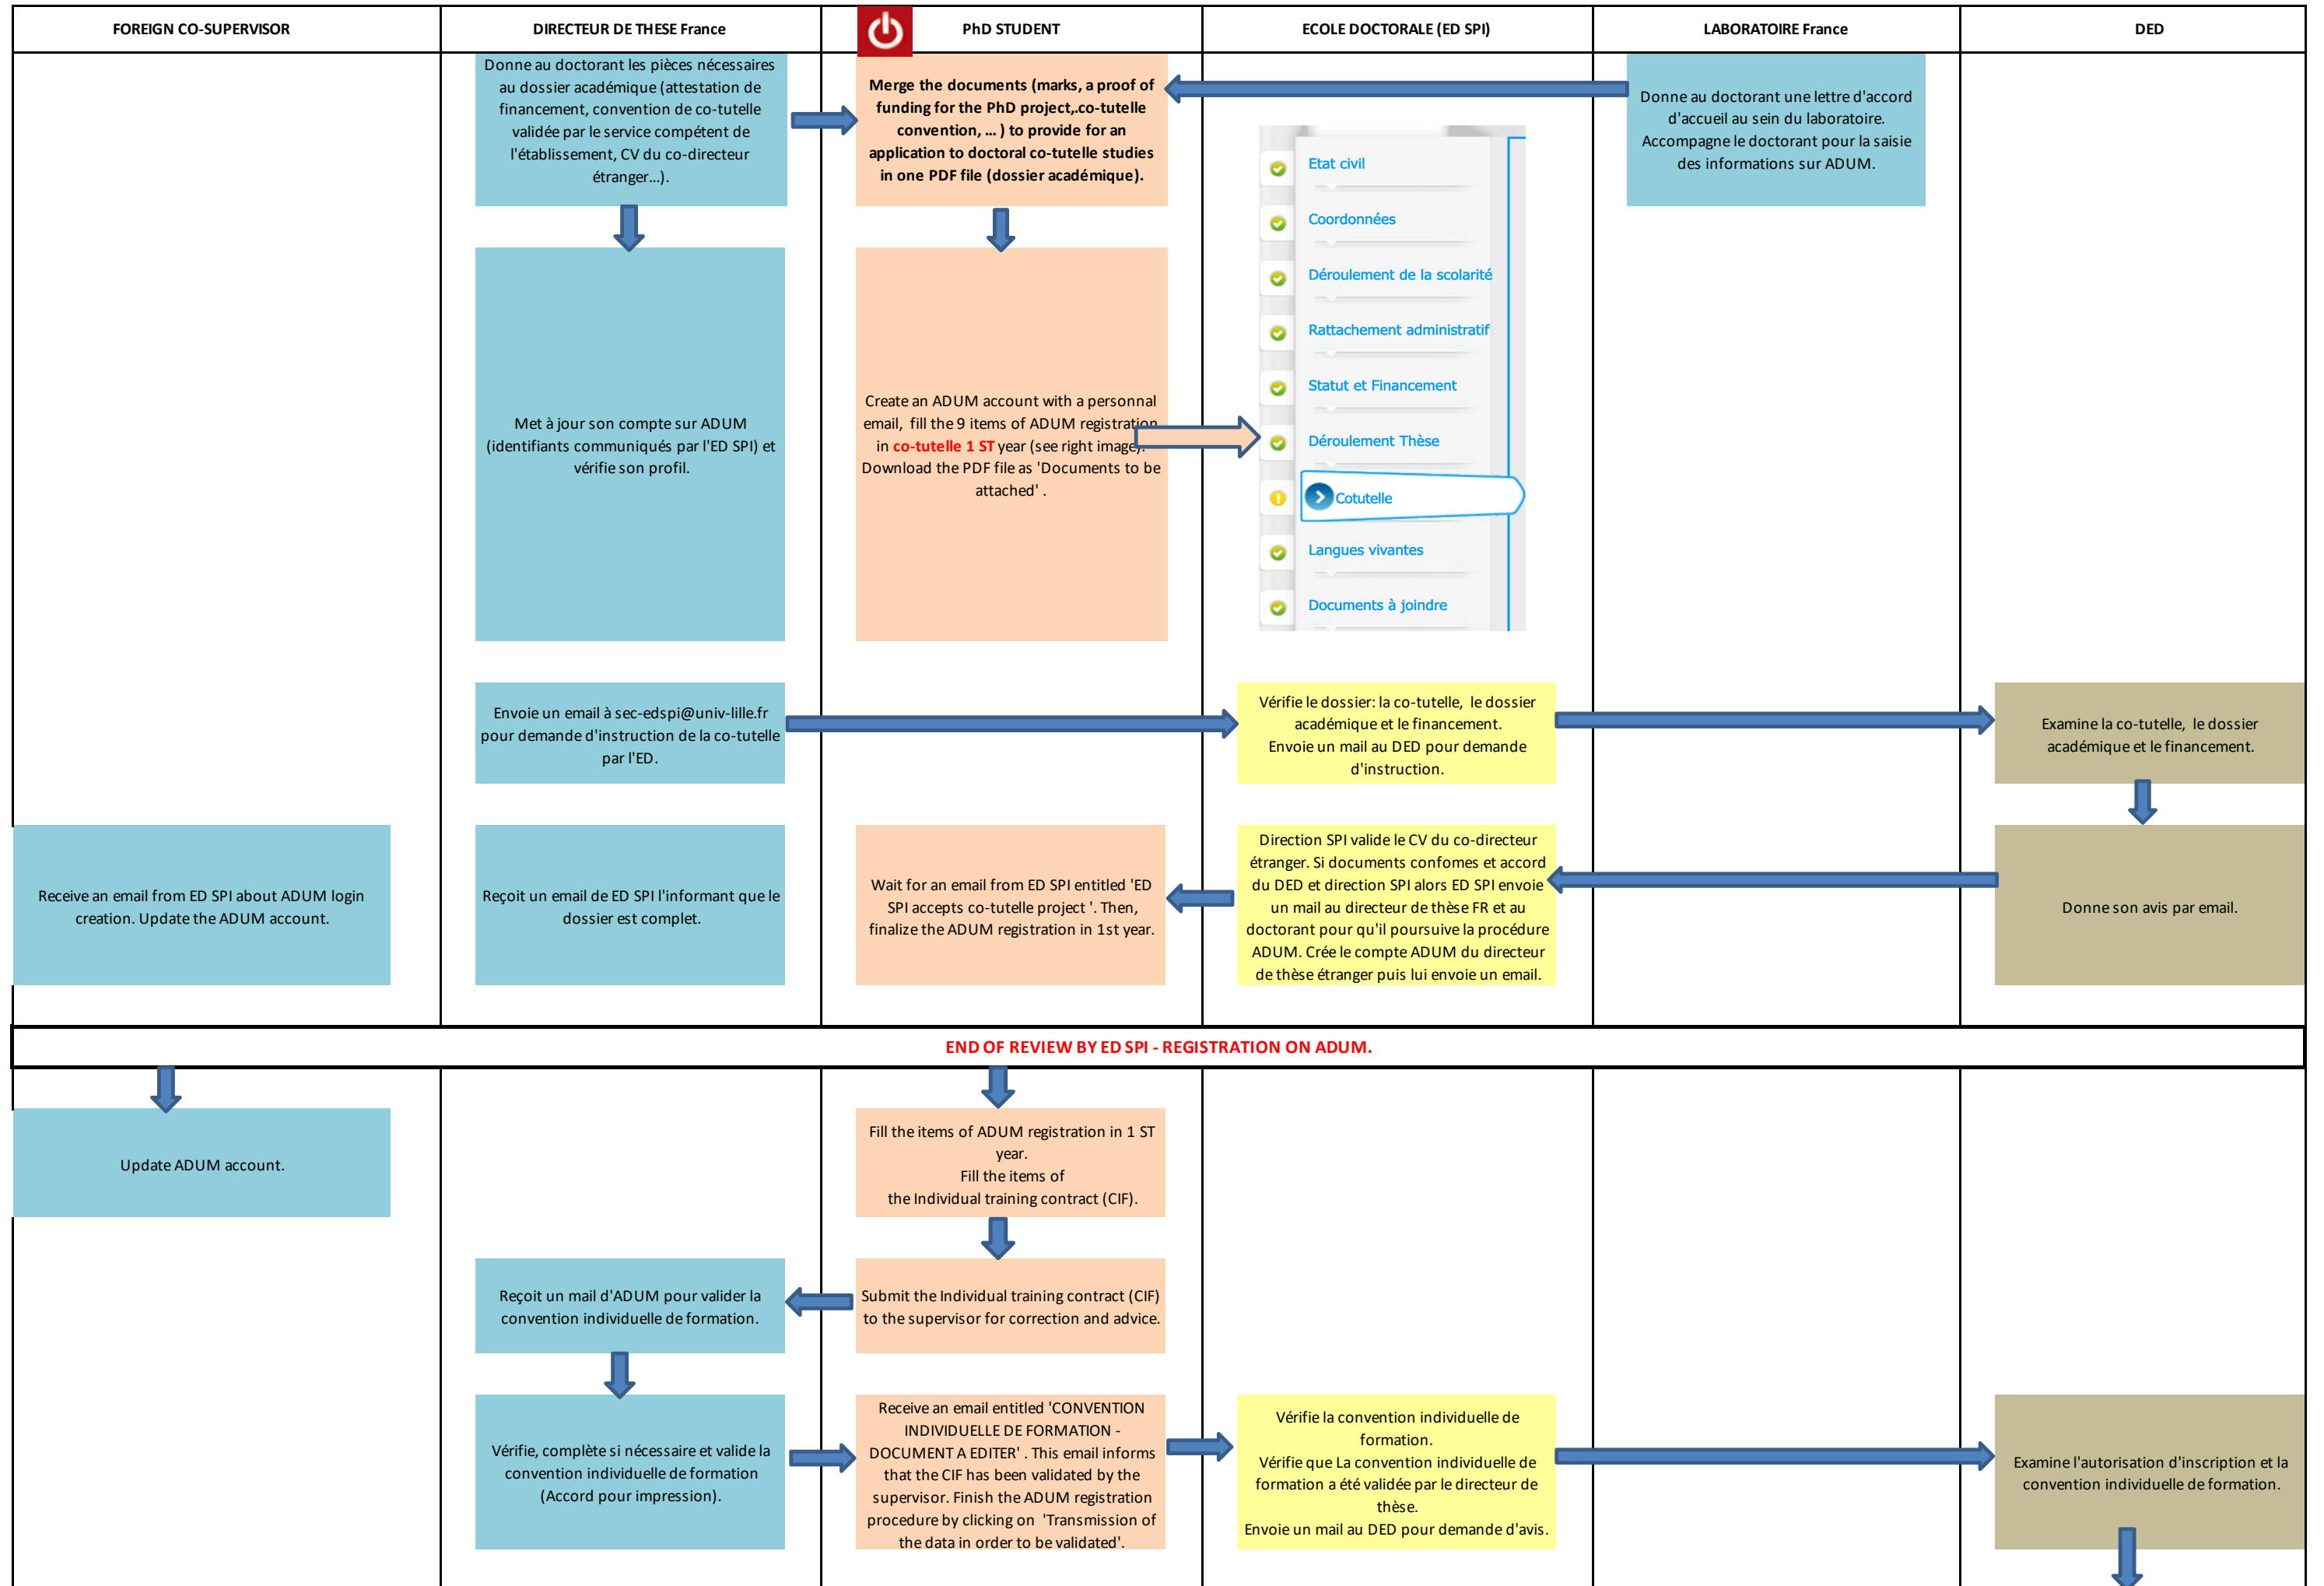 FOREIGN CO-SUPERVISOR
DIRECTEUR DE THESE France
PhD STUDENT
ECOLE DOCTORALE (ED SPI)
LABORATOIRE France
DED
Donne au doctorant les pièces nécessaires
au dossier académique (attestation de
financement, convention de co-tutelle
validée par le service compétent de
l'établissement, CV du co-directeur
étranger...).
Merge the documents (marks, a proof of
funding for the PhD project,.co-tutelle
convention, ... ) to provide for an
application to doctoral co-tutelle studies
in one PDF file (dossier académique).
Donne au doctorant une lettre d'accord
d'accueil au sein du laboratoire.
Accompagne le doctorant pour la saisie
des informations sur ADUM.
Met à jour son compte sur ADUM
(identifiants communiqués par l'ED SPI) et
vérifie son profil.
Create an ADUM account with a personnal
email, fill the 9 items of ADUM registration
in co-tutelle 1 ST year (see right image).
Download the PDF file as 'Documents to be
attached' .
Etat civil
Coordonnées
Déroulement de la scolarité
Rattachement administratif
Statut et Financement
Déroulement Thèse
Cotutelle
Langues vivantes
Documents à joindre
Envoie un email à sec-edspi@univ-lille.fr
pour demande d'instruction de la co-tutelle
par l'ED.
Vérifie le dossier: la co-tutelle, le dossier
académique et le financement.
Envoie un mail au DED pour demande
d'instruction.
Examine la co-tutelle, le dossier
académique et le financement.
Receive an email from ED SPI about ADUM login
creation. Update the ADUM account.
Reçoit un email de ED SPI l'informant que le
dossier est complet.
Wait for an email from ED SPI entitled 'ED
SPI accepts co-tutelle project '. Then,
finalize the ADUM registration in 1st year.
Direction SPI valide le CV du co-directeur
étranger. Si documents confomes et accord
du DED et direction SPI alors ED SPI envoie
un mail au directeur de thèse FR et au
doctorant pour qu'il poursuive la procédure
ADUM. Crée le compte ADUM du directeur
de thèse étranger puis lui envoie un email.
Donne son avis par email.
END OF REVIEW BY ED SPI - REGISTRATION ON ADUM.
Update ADUM account.
Fill the items of ADUM registration in 1 ST
year.
Fill the items of
the Individual training contract (CIF).
Reçoit un mail d'ADUM pour valider la
convention individuelle de formation.
Submit the Individual training contract (CIF)
to the supervisor for correction and advice.
Vérifie, complète si nécessaire et valide la
convention individuelle de formation
(Accord pour impression).
Receive an email entitled 'CONVENTION
INDIVIDUELLE DE FORMATION -
DOCUMENT A EDITER' . This email informs
that the CIF has been validated by the
supervisor. Finish the ADUM registration
procedure by clicking on 'Transmission of
the data in order to be validated'.
Vérifie la convention individuelle de
formation.
Vérifie que La convention individuelle de
formation a été validée par le directeur de
thèse.
Envoie un mail au DED pour demande d'avis.
Examine l'autorisation d'inscription et la
convention individuelle de formation.